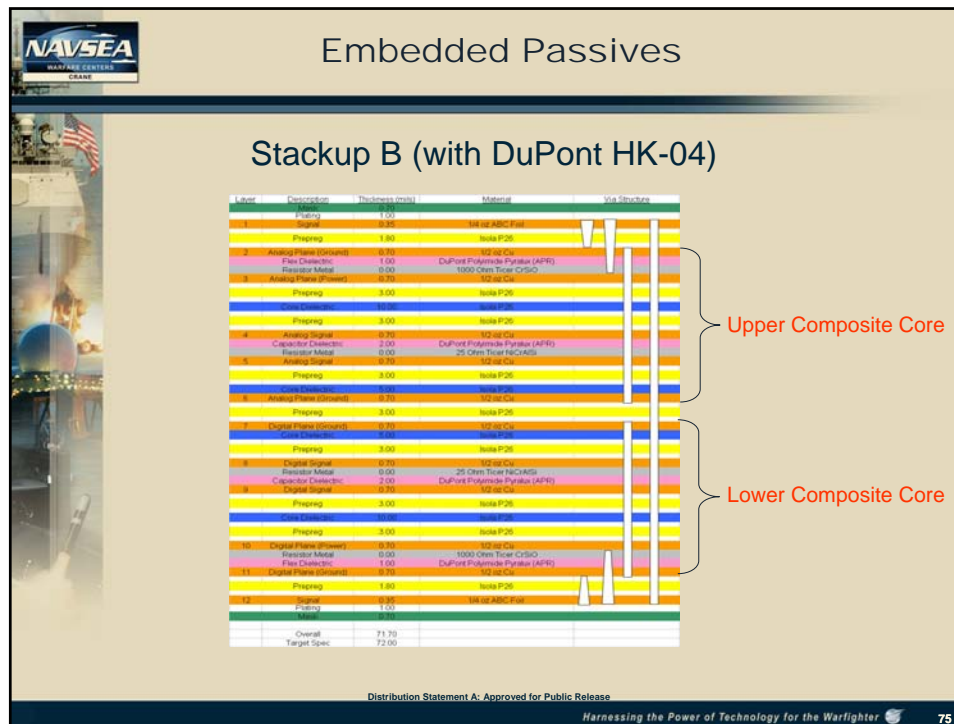 NAVSEA
WARFARE CENTERS
CRANE
Embedded Passives
Stackup B (with DuPont HK-04)
Layer Description Thickness (mils) Material Via Structure
Mask 0.70
Plating 1.00
1 Signal 0.35 1/4 oz ABC Foil
Prepreg 1.80 Isola P26
2 Analog Plane (Ground) 0.70 1/2 oz Cu
Flex Dielectric 1.00 DuPont Polyimide Pyralux (APR)
Resistor Metal 0.00 1000 Ohm Ticer CrSiO
3 Analog Plane (Power) 0.70 1/2 oz Cu
Prepreg 3.00 Isola P26
Core Dielectric 10.00 Isola P26
Prepreg 3.00 Isola P26
4 Analog Signal 0.70 1/2 oz Cu
Capacitor Dielectric 2.00 DuPont Polyimide Pyralux (APR)
Resistor Metal 0.00 25 Ohm Ticer NiCrAlSi
5 Analog Signal 0.70 1/2 oz Cu
Prepreg 3.00 Isola P26
Core Dielectric 5.00 Isola P26
6 Analog Plane (Ground) 0.70 1/2 oz Cu
Prepreg 3.00 Isola P26
7 Digital Plane (Ground) 0.70 1/2 oz Cu
Core Dielectric 5.00 Isola P26
Prepreg 3.00 Isola P26
8 Digital Signal 0.70 1/2 oz Cu
Resistor Metal 0.00 25 Ohm Ticer NiCrAlSi
Capacitor Dielectric 2.00 DuPont Polyimide Pyralux (APR)
9 Digital Signal 0.70 1/2 oz Cu
Prepreg 3.00 Isola P26
Core Dielectric 10.00 Isola P26
Prepreg 3.00 Isola P26
10 Digital Plane (Power) 0.70 1/2 oz Cu
Resistor Metal 0.00 1000 Ohm Ticer CrSiO
Flex Dielectric 1.00 DuPont Polyimide Pyralux (APR)
11 Digital Plane (Ground) 0.70 1/2 oz Cu
Prepreg 1.80 Isola P26
12 Signal 0.35 1/4 oz ABC Foil
Plating 1.00
Mask 0.70
Overall 71.70
Target Spec 72.00
Upper Composite Core
Lower Composite Core
Distribution Statement A: Approved for Public Release
Harnessing the Power of Technology for the Warfighter 75